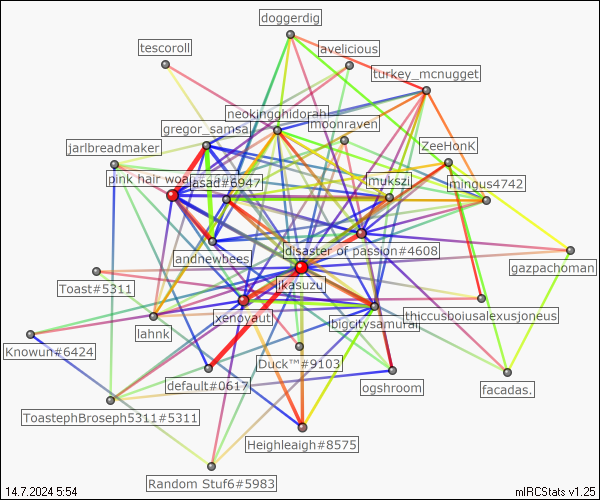 doggerdig
tescoroll
avelicious
turkey_mcnugget
neokingghidorah
moonraven
gregor_samsa
ZeeHonK
jarlbreadmaker
pink hair woa
asad#6947
mukszi
mingus4742
disaster of passion#4608
andnewbees
gazpachoman
Ikasuzu
Toast#5311
thiccusboiusalexusjoneus
xenoyaut
bigcitysamurai
lahnk
Knowun#6424
Duck™#9103
default#0617
ogshroom
facadas.
ToastephBroseph5311#5311
Heighleaigh#8575
Random Stuf6#5983
14.7.2024 5:54
mIRCStats v1.25